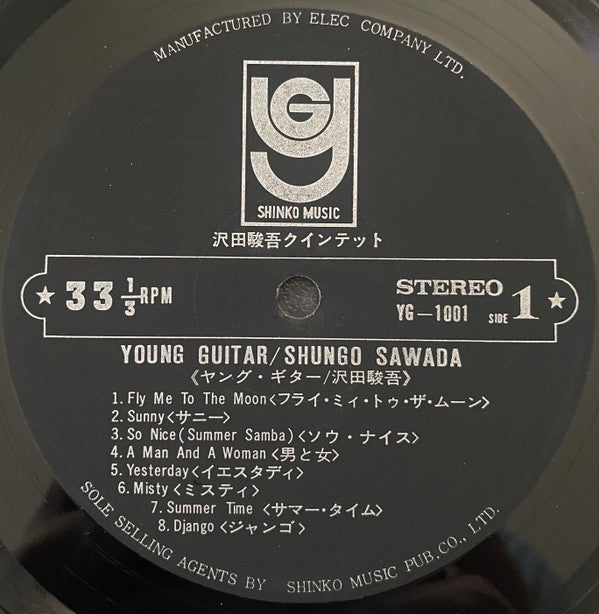 MANUFACTURED BY ELEC COMPANY LTD.
YG
SHINKO MUSIC
沢田駿吾クインテット
★ 33 1/3 RPM
STEREO
YG-1001 SIDE 1 ★
YOUNG GUITAR/SHUNGO SAWADA
《ヤング・ギター/沢田駿吾》
1. Fly Me To The Moon<フライ・ミィ・トゥ・ザ・ムーン>
2. Sunny<サニー>
3. So Nice(Summer Samba)<ソウ・ナイス>
4. A Man And A Woman<男と女>
5. Yesterday<イエスタディ>
6. Misty<ミスティ>
7. Summer Time <サマー・タイム>
8. Django<ジャンゴ>
SOLE SELLING AGENTS BY SHINKO MUSIC PUB. CO., LTD.